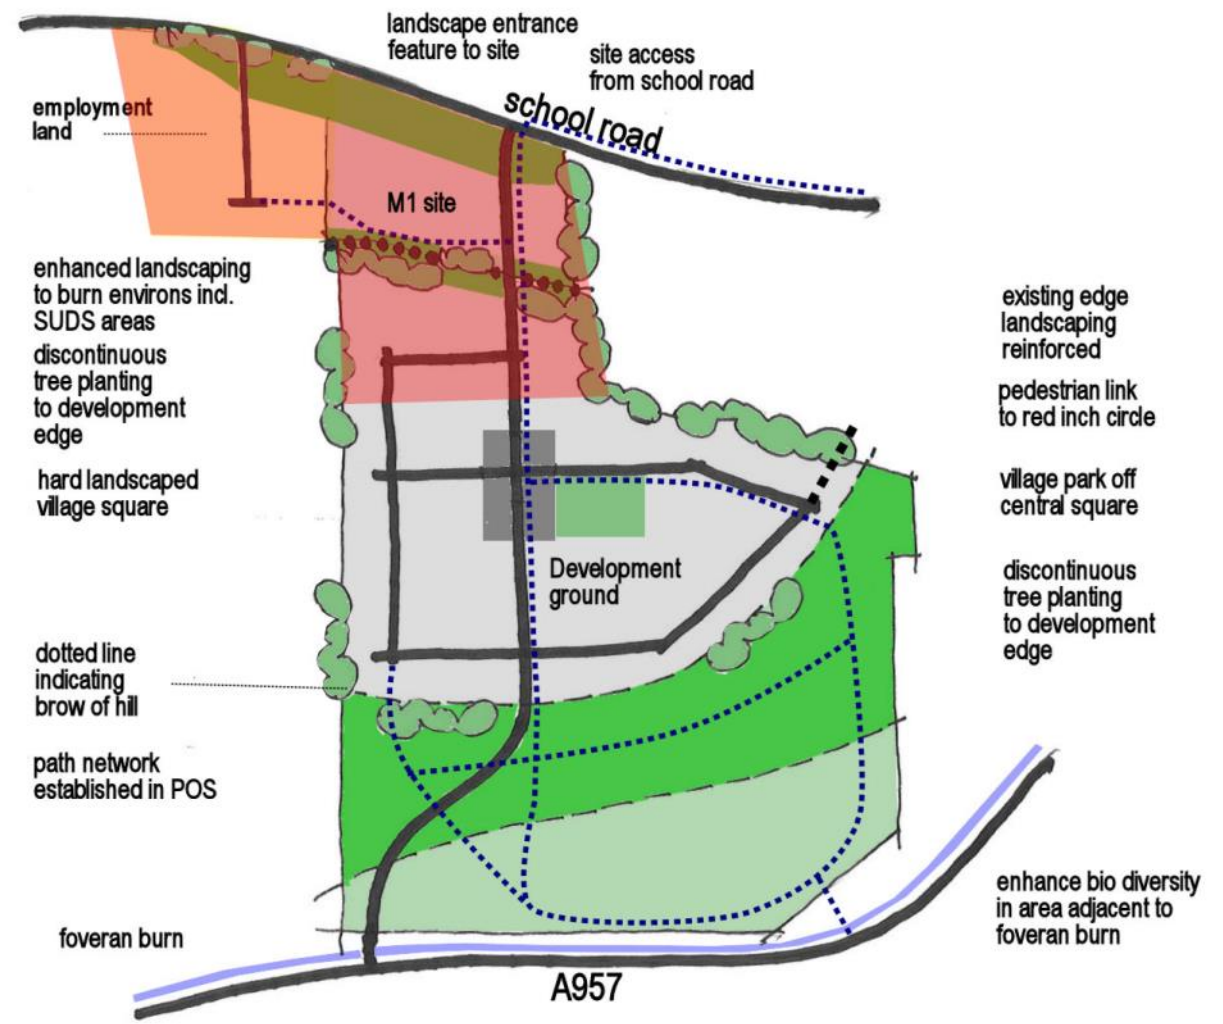 landscape entrance
feature to site
site access
from school road
school road
employment
land
M1 site
enhanced landscaping
to burn environs incl.
SUDS areas
discontinuous
tree planting
to development
edge
hard landscaped
village square
existing edge
landscaping
reinforced
pedestrian link
to red inch circle
village park off
central square
Development
ground
discontinuous
tree planting
to development
edge
dotted line
indicating
brow of hill
path network
established in POS
enhance bio diversity
in area adjacent to
foveran burn
foveran burn
A957